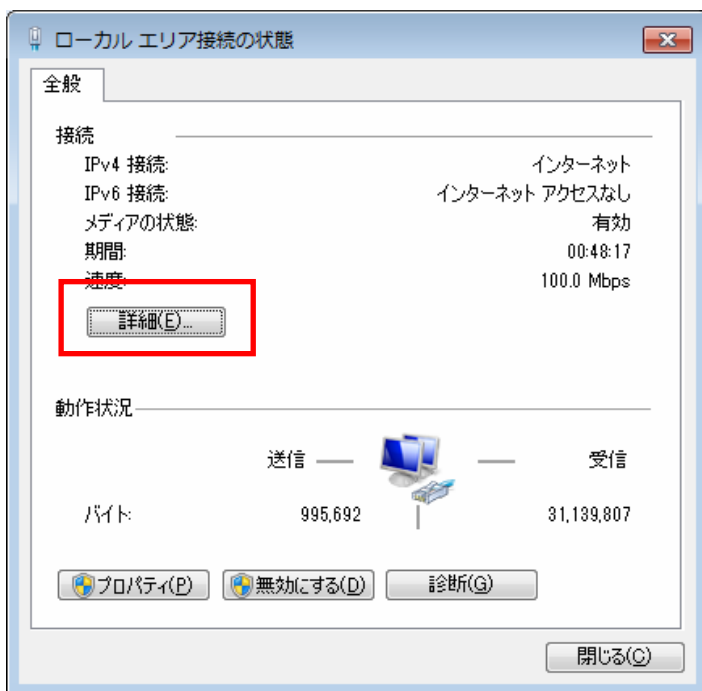 ローカル エリア接続の状態
全般
接続
IPv4 接続: インターネット
IPv6 接続: インターネット アクセスなし
メディアの状態: 有効
期間: 00:48:17
速度: 100.0 Mbps
詳細(E)...
動作状況
送信 受信
バイト: 995,692 31,139,807
プロパティ(P) 無効にする(D) 診断(G)
閉じる(C)